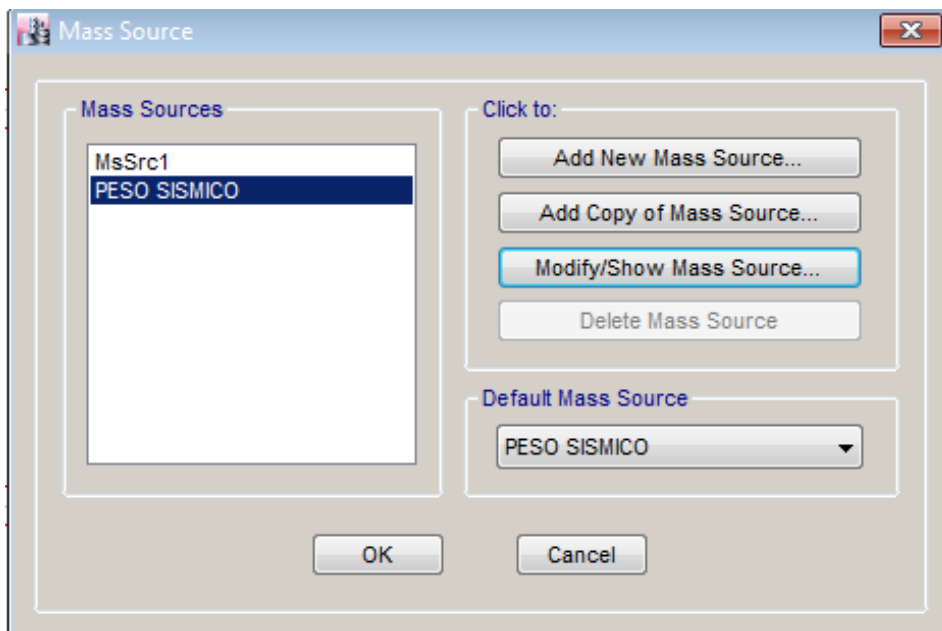 Mass Source
Mass Sources
MsSrc1
PESO SISMICO
Click to:
Add New Mass Source...
Add Copy of Mass Source...
Modify/Show Mass Source...
Delete Mass Source
Default Mass Source
PESO SISMICO
OK
Cancel